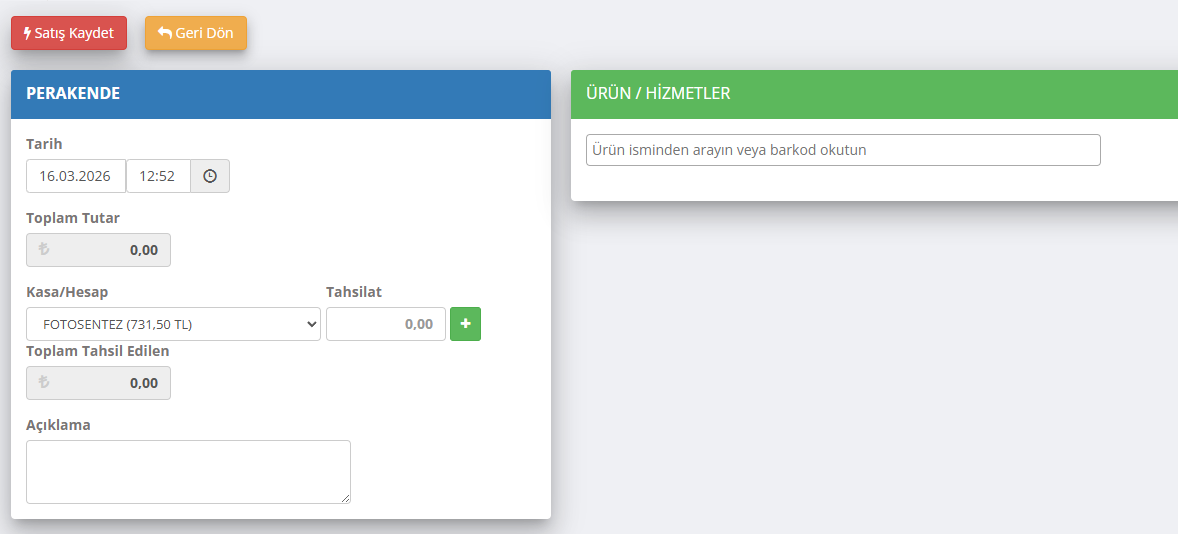 Satış Kaydet
Geri Dön
PERAKENDE
Tarih
16.03.2026 12:52
Toplam Tutar
₺ 0,00
Kasa/Hesap Tahsilat
FOTOSENTEZ (731,50 TL) 0,00 +
Toplam Tahsil Edilen
₺ 0,00
Açıklama
ÜRÜN / HİZMETLER
Ürün isminden arayın veya barkod okutun